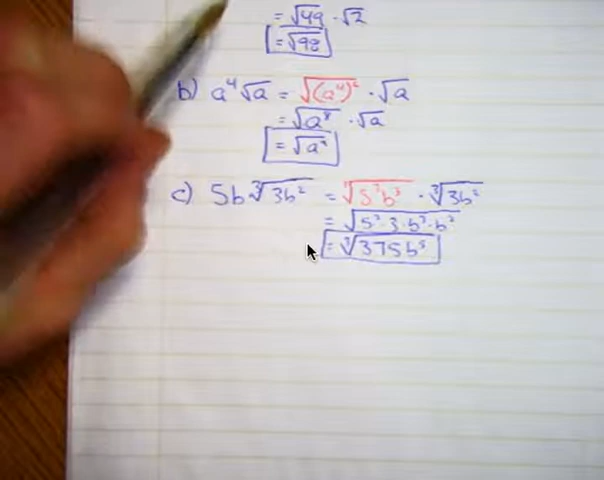 = √49 · √2
= √98
b) a⁴√a = √(a⁴)² · √a
= √a⁸ · √a
= √a⁹
c) 5b∛3b² = ∛5³b³ · ∛3b²
= √5³·3·b³·b²
= ∛375b⁵